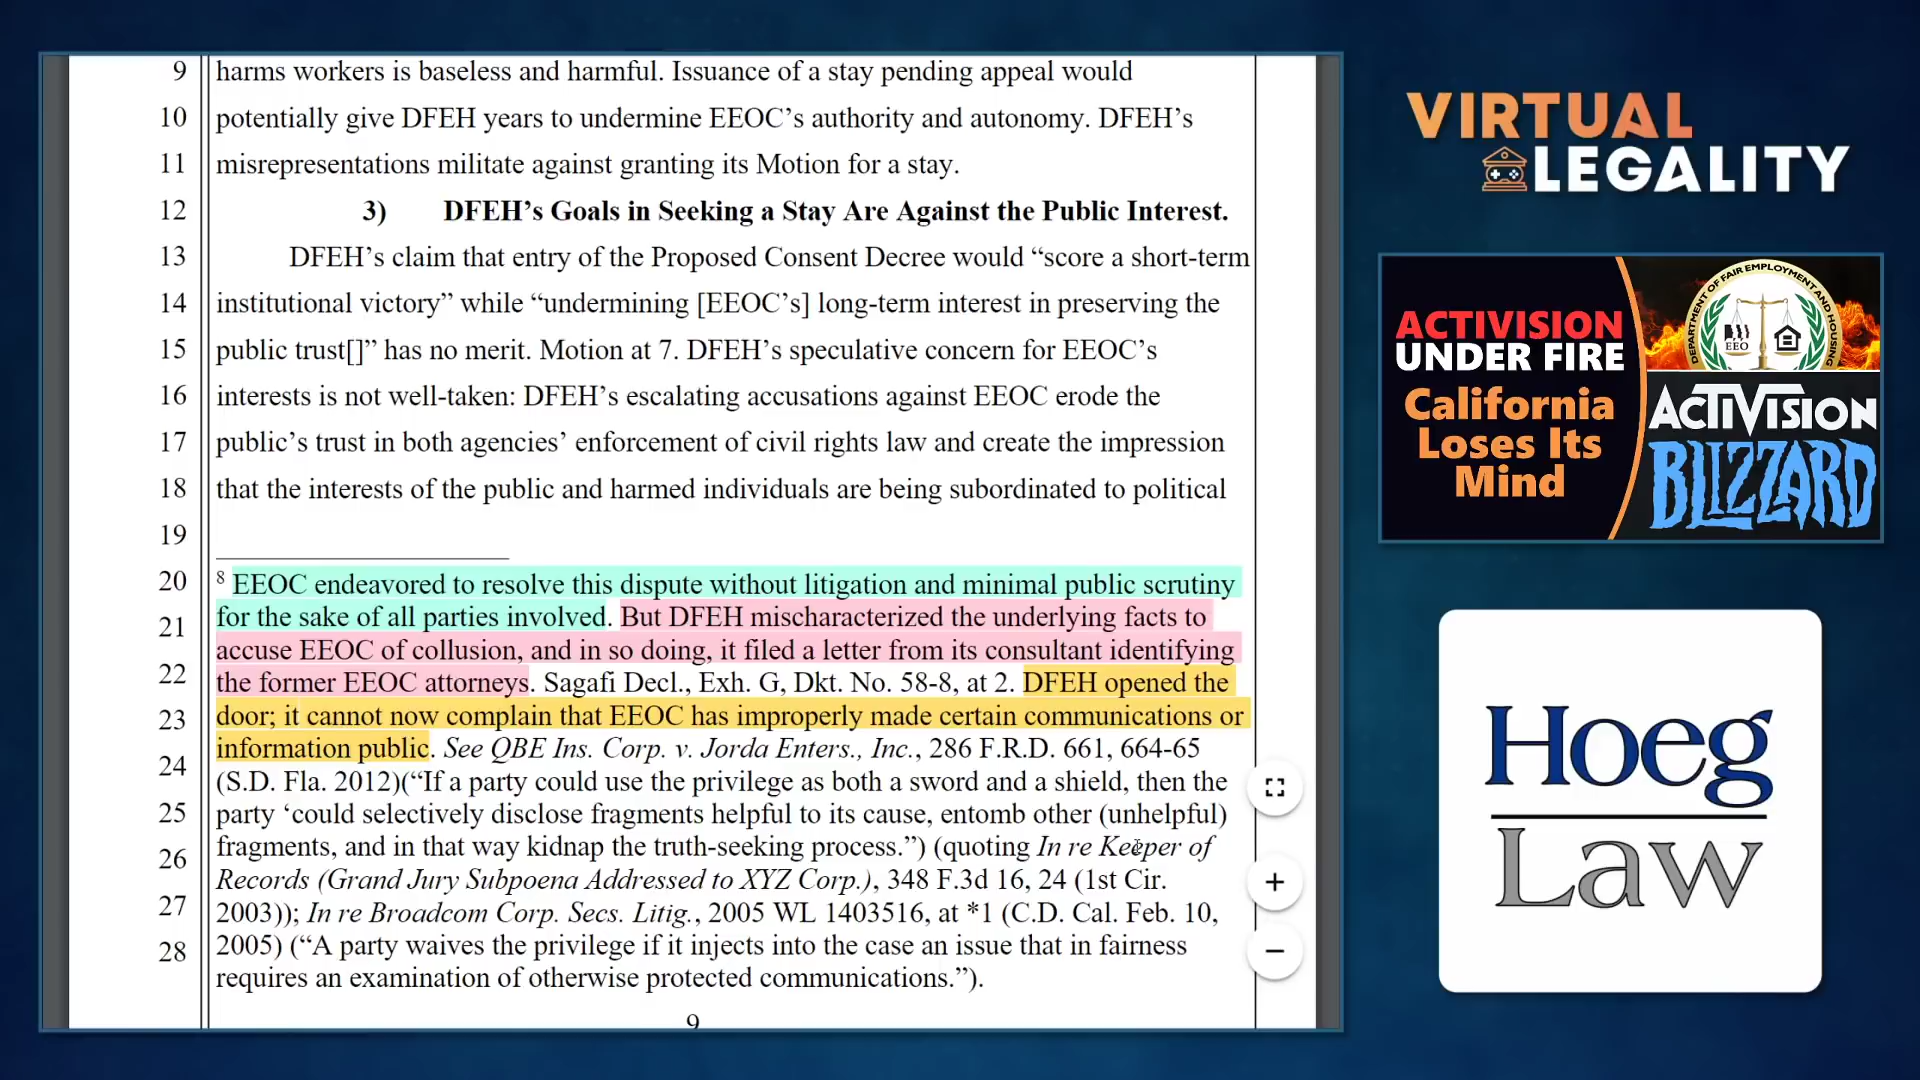 9 harms workers is baseless and harmful. Issuance of a stay pending appeal would
10 potentially give DFEH years to undermine EEOC’s authority and autonomy. DFEH’s
11 misrepresentations militate against granting its Motion for a stay.
12 3) DFEH’s Goals in Seeking a Stay Are Against the Public Interest.
13 DFEH’s claim that entry of the Proposed Consent Decree would “score a short-term
14 institutional victory” while “undermining [EEOC’s] long-term interest in preserving the
15 public trust[]” has no merit. Motion at 7. DFEH’s speculative concern for EEOC’s
16 interests is not well-taken: DFEH’s escalating accusations against EEOC erode the
17 public’s trust in both agencies’ enforcement of civil rights law and create the impression
18 that the interests of the public and harmed individuals are being subordinated to political
19
20 8 EEOC endeavored to resolve this dispute without litigation and minimal public scrutiny
21 for the sake of all parties involved. But DFEH mischaracterized the underlying facts to
accuse EEOC of collusion, and in so doing, it filed a letter from its consultant identifying
22 the former EEOC attorneys. Sagafi Decl., Exh. G, Dkt. No. 58-8, at 2. DFEH opened the
23 door; it cannot now complain that EEOC has improperly made certain communications or
information public. See QBE Ins. Corp. v. Jorda Enters., Inc., 286 F.R.D. 661, 664-65
24 (S.D. Fla. 2012)(“If a party could use the privilege as both a sword and a shield, then the
25 party ‘could selectively disclose fragments helpful to its cause, entomb other (unhelpful)
26 fragments, and in that way kidnap the truth-seeking process.”) (quoting In re Keeper of
Records (Grand Jury Subpoena Addressed to XYZ Corp.), 348 F.3d 16, 24 (1st Cir.
27 2003)); In re Broadcom Corp. Secs. Litig., 2005 WL 1403516, at *1 (C.D. Cal. Feb. 10,
28 2005) (“A party waives the privilege if it injects into the case an issue that in fairness
requires an examination of otherwise protected communications.”).
9
VIRTUAL
LEGALITY
ACTIVISION
UNDER FIRE
California
Loses Its
Mind
DEPARTMENT OF FAIR EMPLOYMENT AND HOUSING
EEO
ACTIVISION
BLIZZARD
Hoeg
Law